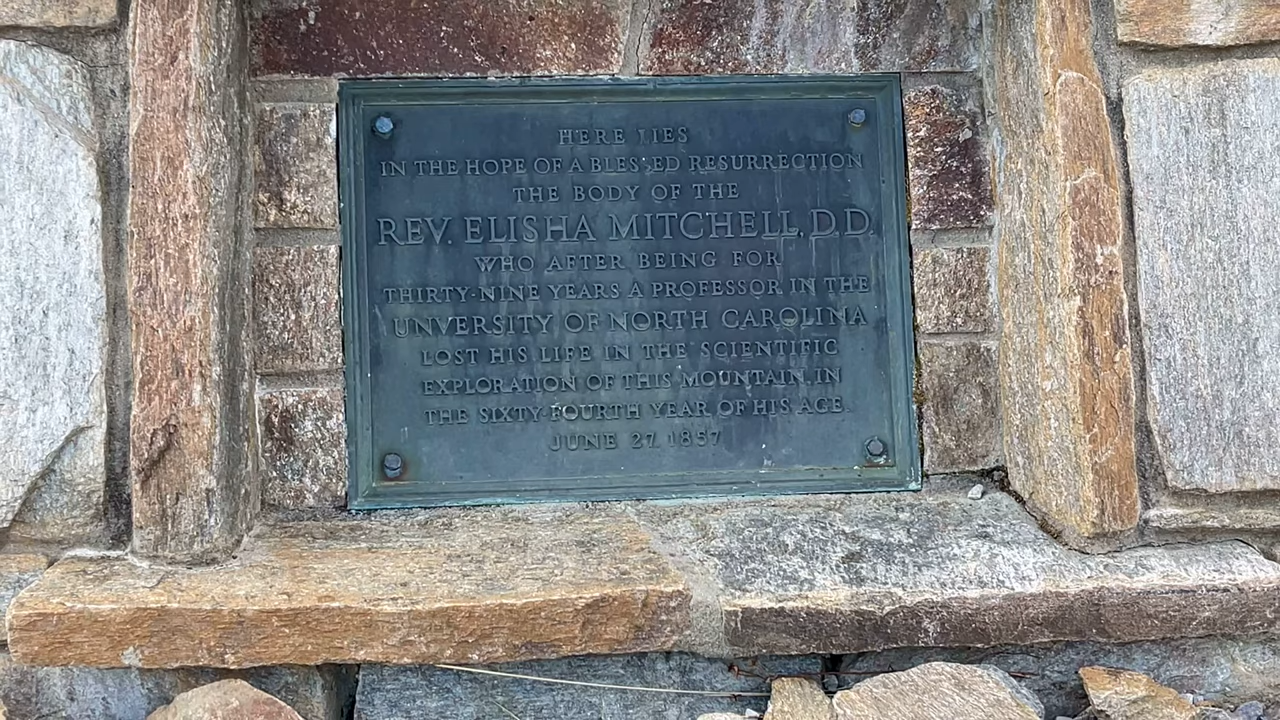 HERE LIES
IN THE HOPE OF A BLESSED RESURRECTION
THE BODY OF THE
REV. ELISHA MITCHELL, D.D.
WHO AFTER BEING FOR
THIRTY-NINE YEARS A PROFESSOR IN THE
UNVERSITY OF NORTH CAROLINA
LOST HIS LIFE IN THE SCIENTIFIC
EXPLORATION OF THIS MOUNTAIN, IN
THE SIXTY-FOURTH YEAR OF HIS AGE.
JUNE 27, 1857